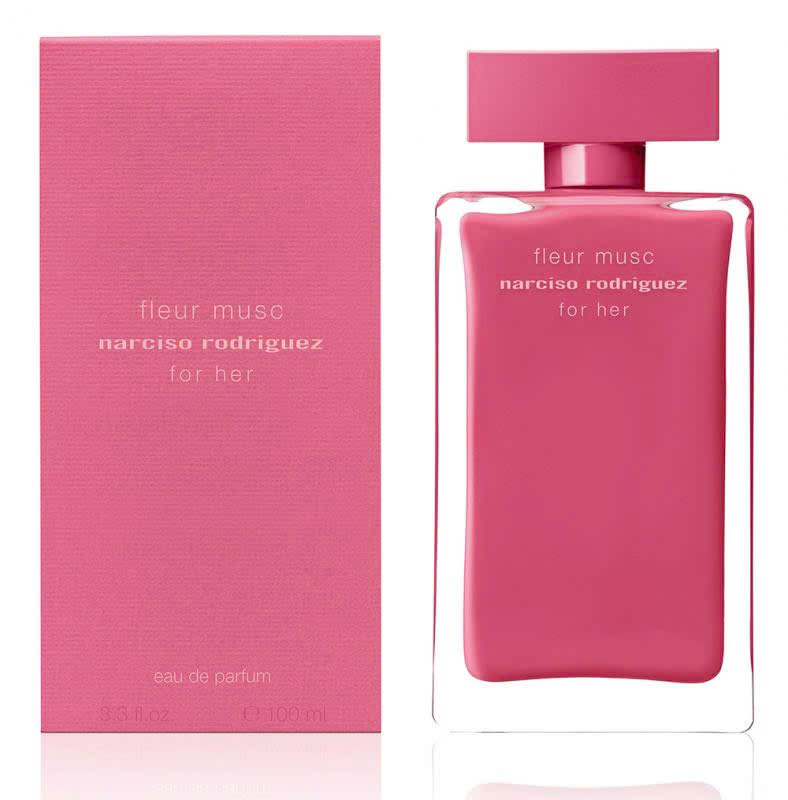 fleur musc
narciso rodriguez
for her
eau de parfum
3.3 fl.oz. ℮ 100 ml
fleur musc
narciso rodriguez
for her